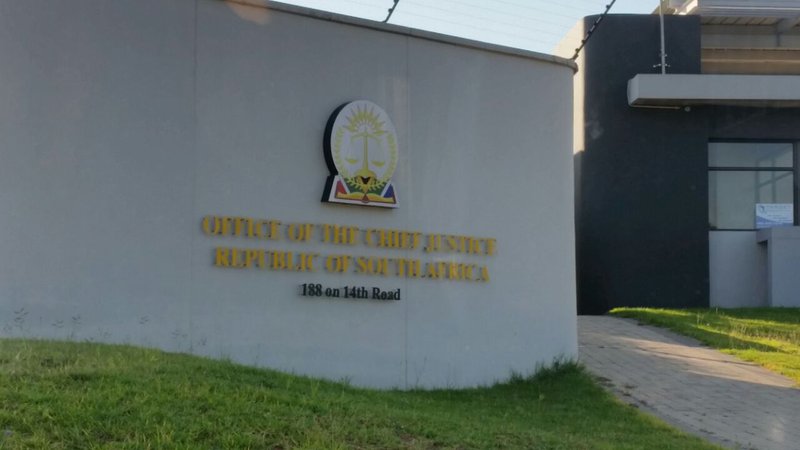 OFFICE OF THE CHIEF JUSTICE
REPUBLIC OF SOUTH AFRICA
188 on 14th Road